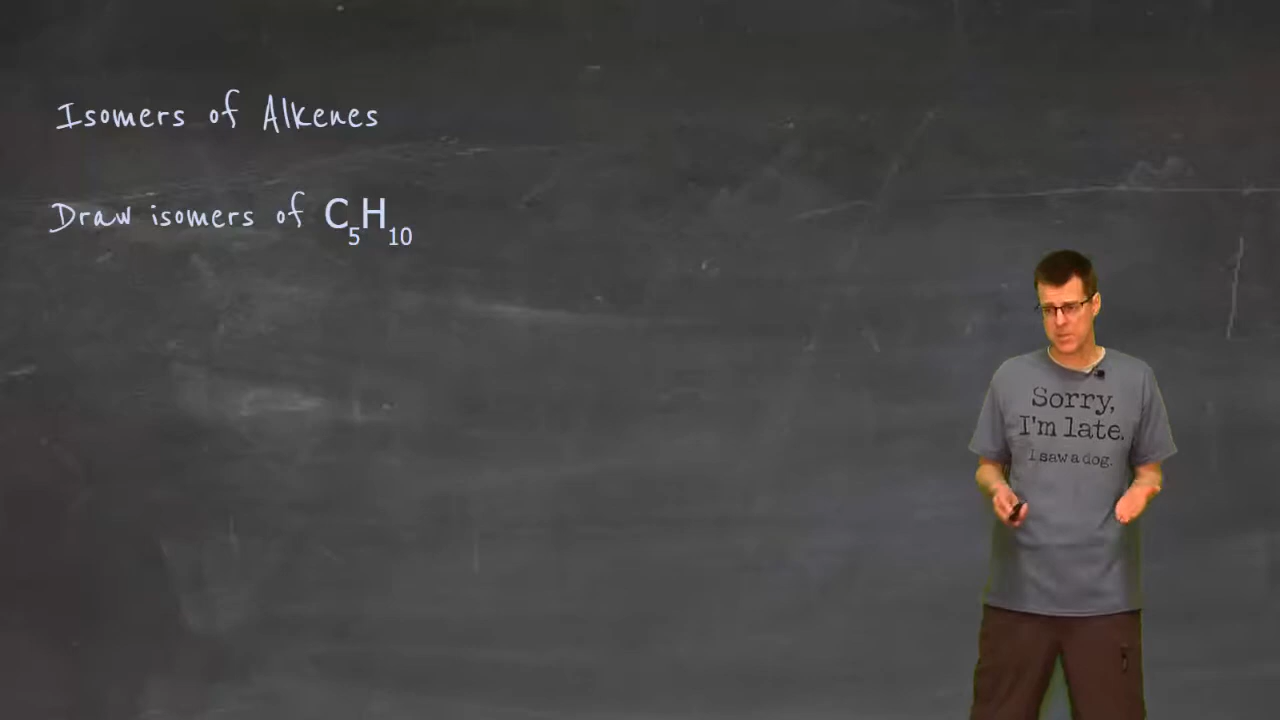 Isomers of Alkenes
Draw isomers of C₅H₁₀
Sorry,
I'm late.
I saw a dog.